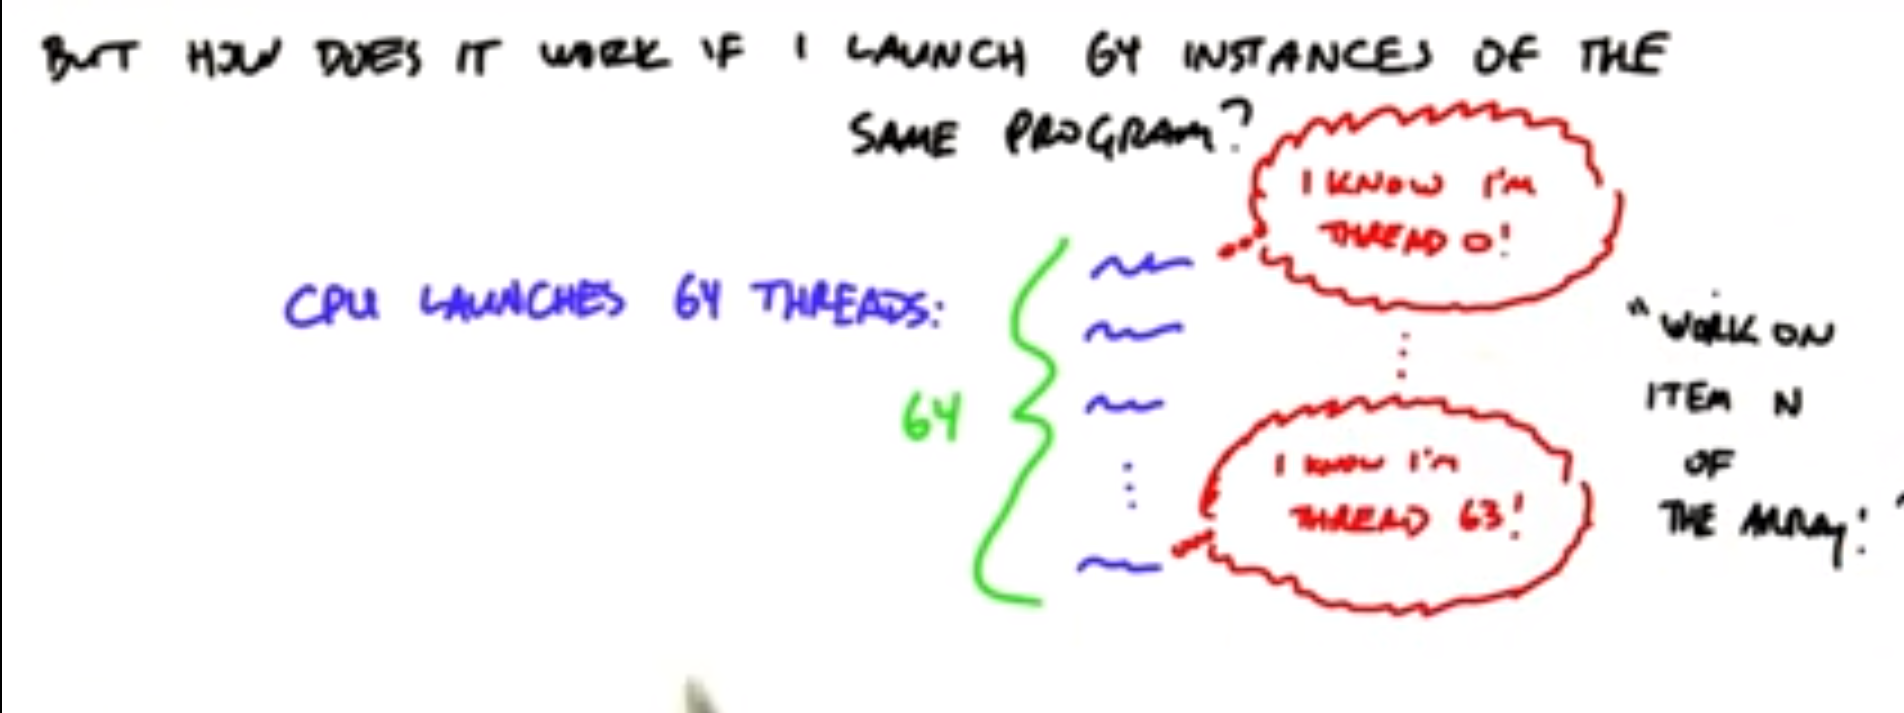 BUT HOW DOES IT WORK IF I LAUNCH 64 INSTANCES OF THE
SAME PROGRAM?
I KNOW I'M
THREAD 0!
CPU LAUNCHES 64 THREADS:
64
I KNOW I'm
THREAD 63!
"WORK ON
ITEM N
OF
THE ARRAY!"